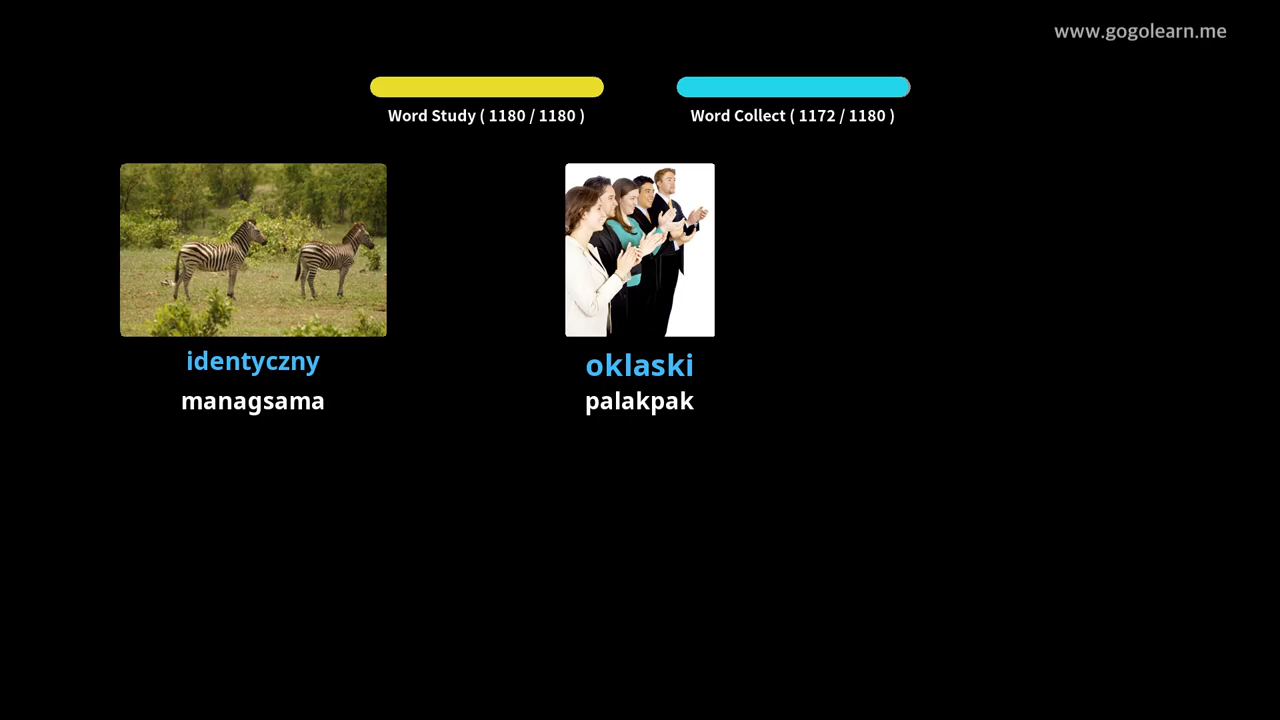 www.gogolearn.me
Word Study ( 1180 / 1180 )
Word Collect ( 1172 / 1180 )
identyczny
oklaski
managsama
palakpak